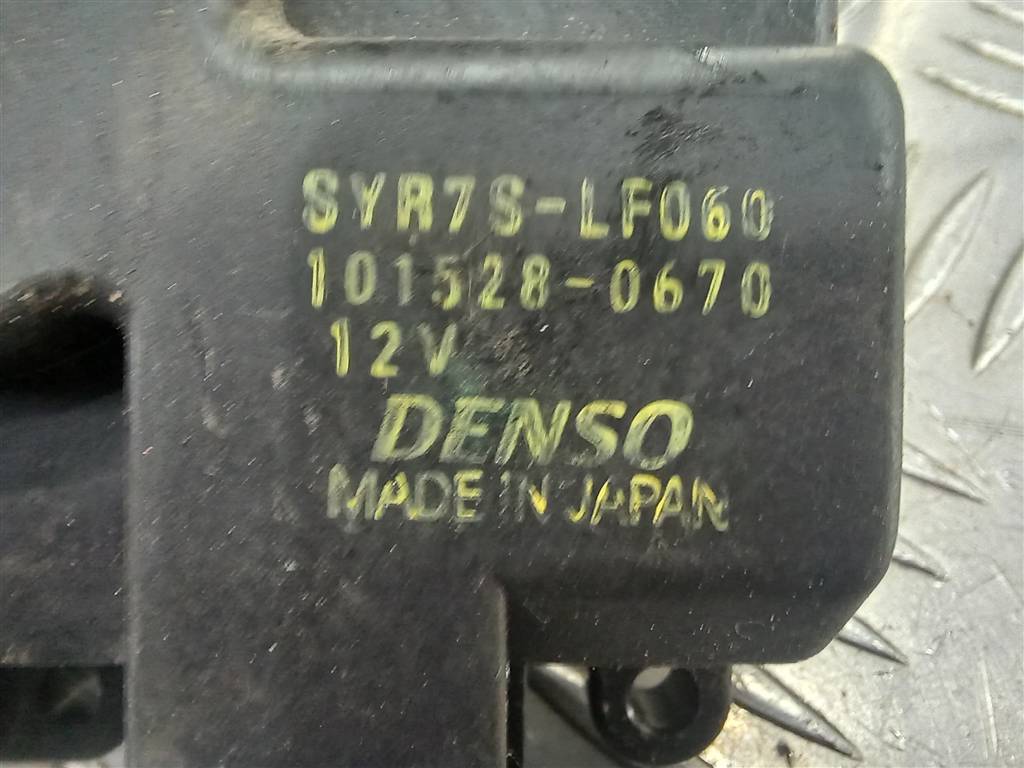 SYR7S-LF060
101528-0670
12V
DENSO
MADE IN JAPAN